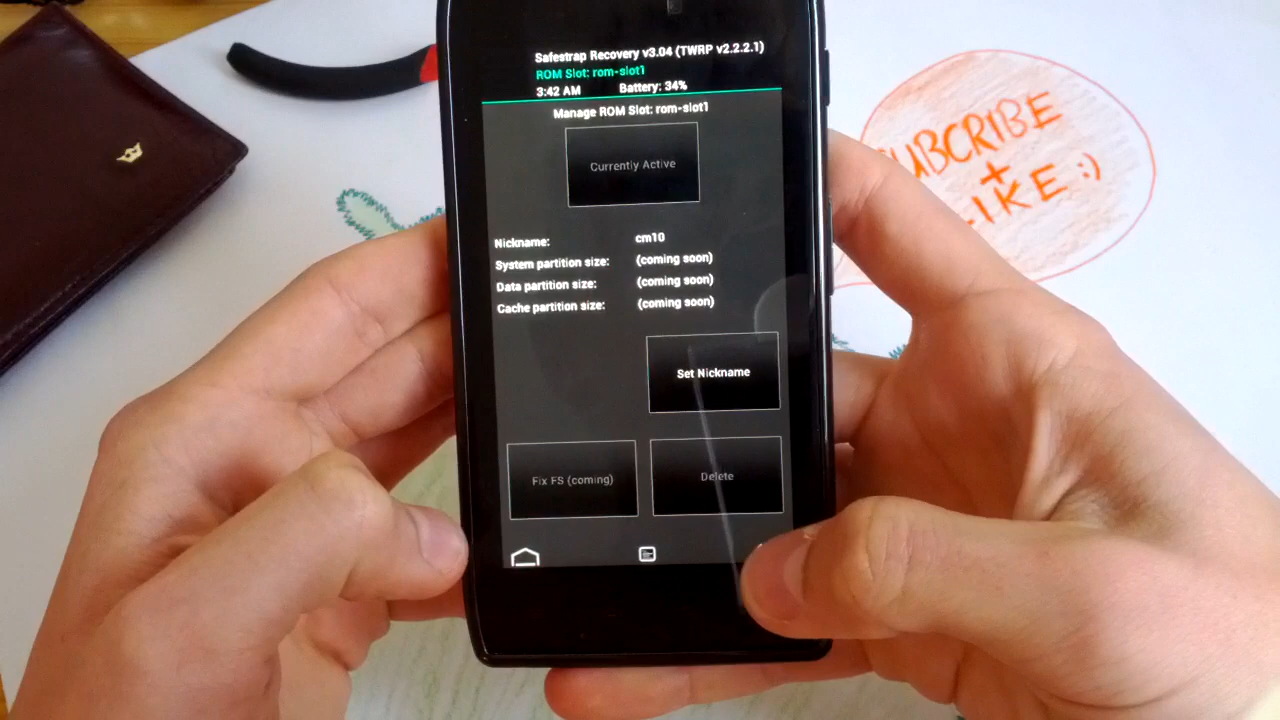 Safestrap Recovery v3.04 (TWRP v2.2.2.1)
ROM Slot: rom-slot1
3:42 AM Battery: 34%
Manage ROM Slot: rom-slot1
Currently Active
Nickname: cm10
System partition size: (coming soon)
Data partition size: (coming soon)
Cache partition size: (coming soon)
Set Nickname
Fix FS (coming)
Delete
UBCRIBE
+
IKE :)